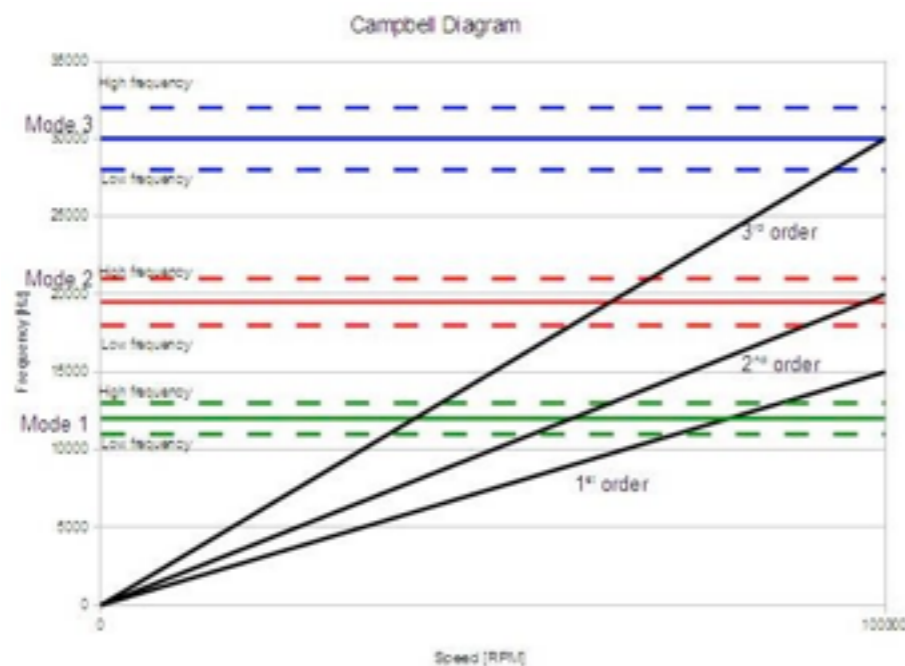 Campbell Diagram
35000
High frequency
Mode 3
30000
Low frequency
25000
3rd order
High frequency
Mode 2
20000
Frequency [Hz]
Low frequency
2nd order
15000
High frequency
Mode 1
Low frequency
10000
1st order
5000
0
0
100000
Speed [RPM]